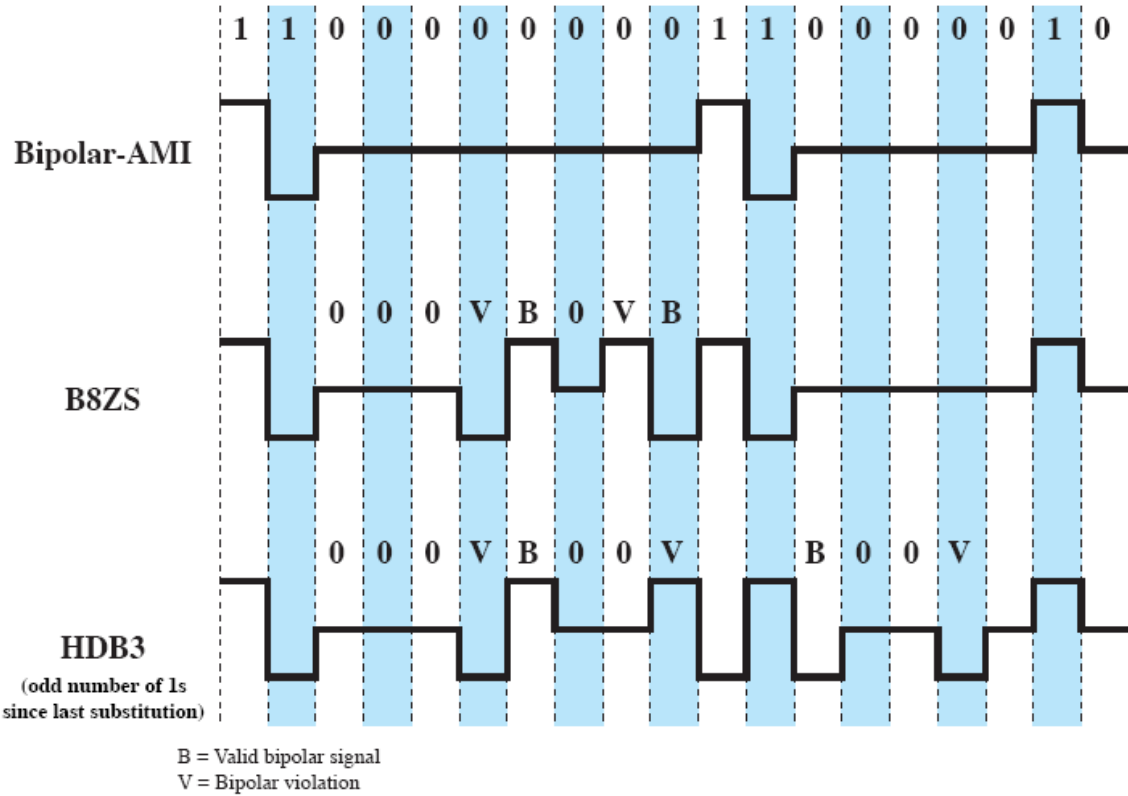 1 1 0 0 0 0 0 0 0 0 1 1 0 0 0 0 0 1 0
Bipolar-AMI
0 0 0 V B 0 V B
B8ZS
0 0 0 V B 0 0 V B 0 0 V
HDB3
(odd number of 1s
since last substitution)
B = Valid bipolar signal
V = Bipolar violation